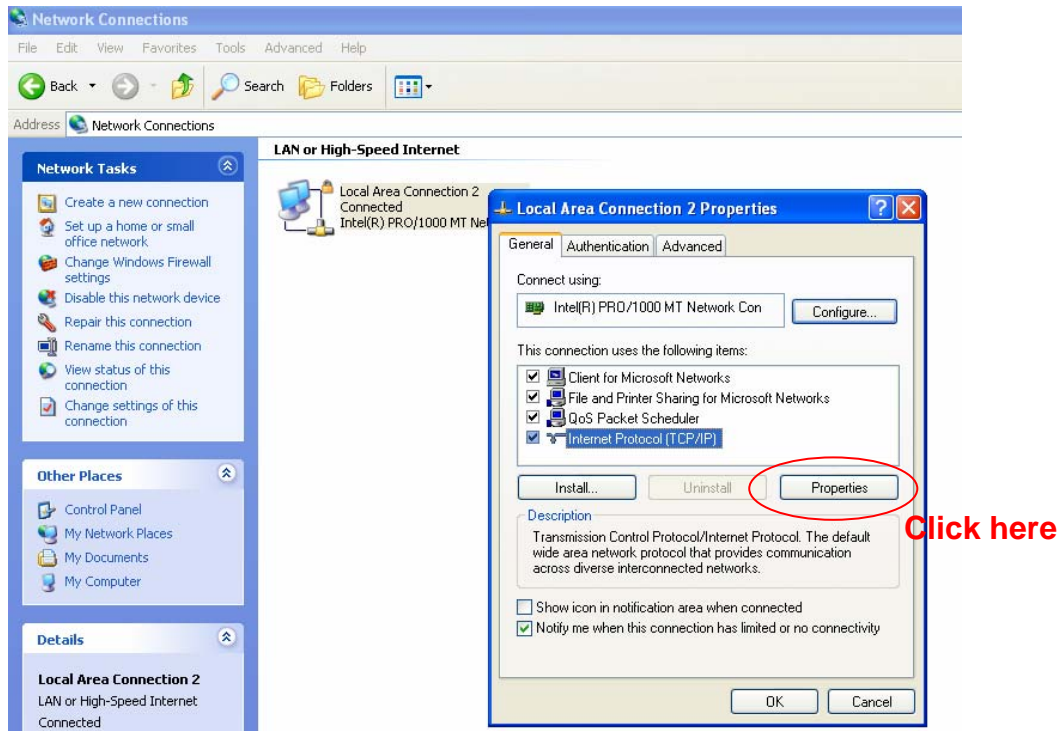 Network Connections
File Edit View Favorites Tools Advanced Help
Back Search Folders
Address Network Connections
Network Tasks
Create a new connection
Set up a home or small
office network
Change Windows Firewall
settings
Disable this network device
Repair this connection
Rename this connection
View status of this
connection
Change settings of this
connection
Other Places
Control Panel
My Network Places
My Documents
My Computer
Details
Local Area Connection 2
LAN or High-Speed Internet
Connected
LAN or High-Speed Internet
Local Area Connection 2
Connected
Intel(R) PRO/1000 MT Net
Local Area Connection 2 Properties
General Authentication Advanced
Connect using:
Intel(R) PRO/1000 MT Network Con
Configure...
This connection uses the following items:
Client for Microsoft Networks
File and Printer Sharing for Microsoft Networks
QoS Packet Scheduler
Internet Protocol (TCP/IP)
Install... Uninstall Properties
Click here
Description
Transmission Control Protocol/Internet Protocol. The default
wide area network protocol that provides communication
across diverse interconnected networks.
Show icon in notification area when connected
Notify me when this connection has limited or no connectivity
OK Cancel